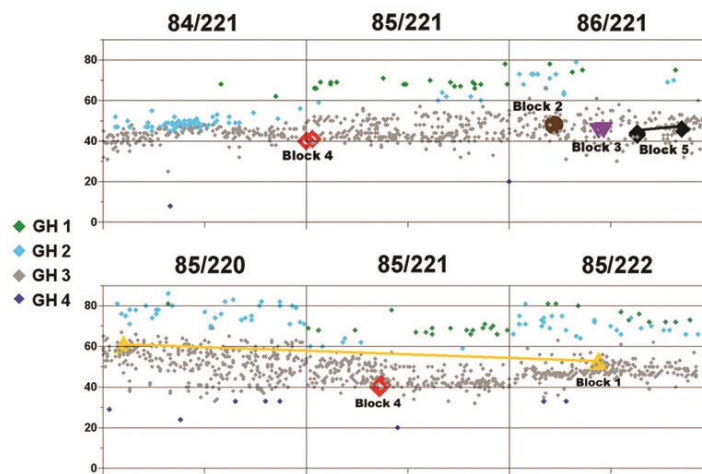 84/221 85/221 86/221
80
60
40
20
0
Block 2
Block 4
Block 3
Block 5
GH 1
GH 2
GH 3
GH 4
85/220 85/221 85/222
80
60
40
20
0
Block 4
Block 1